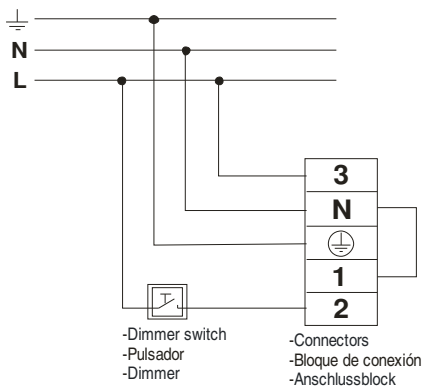 N
L
3
N
1
2
-Dimmer switch
-Pulsador
-Dimmer
-Connectors
-Bloque de conexión
-Anschlussblock